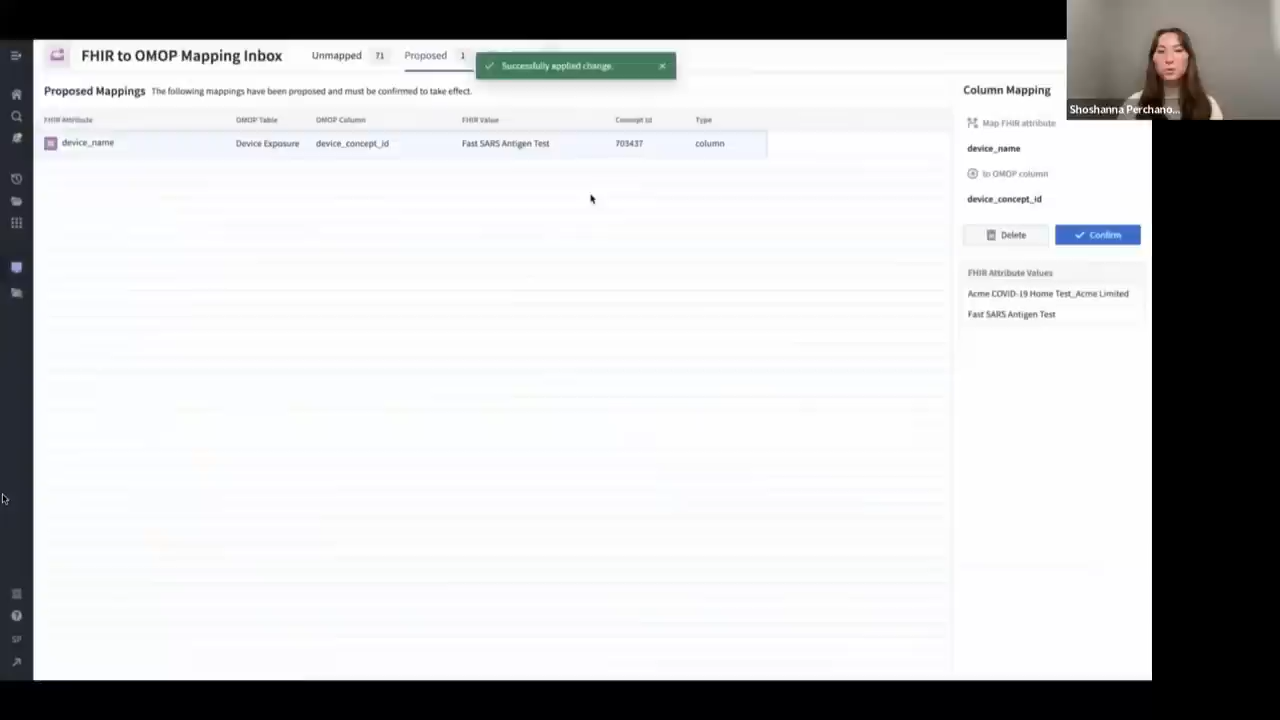 FHIR to OMOP Mapping Inbox
Unmapped 71 Proposed 1
Successfully applied change.
Shoshanna Perchano...
Proposed Mappings The following mappings have been proposed and must be confirmed to take effect.
FHIR Attribute OMOP Table OMOP Column FHIR Value Concept Id Type
device_name Device Exposure device_concept_id Fast SARS Antigen Test 703437 column
Column Mapping
Map FHIR attribute
device_name
to OMOP column
device_concept_id
Delete Confirm
FHIR Attribute Values
Acme COVID-19 Home Test_Acme Limited
Fast SARS Antigen Test
SP